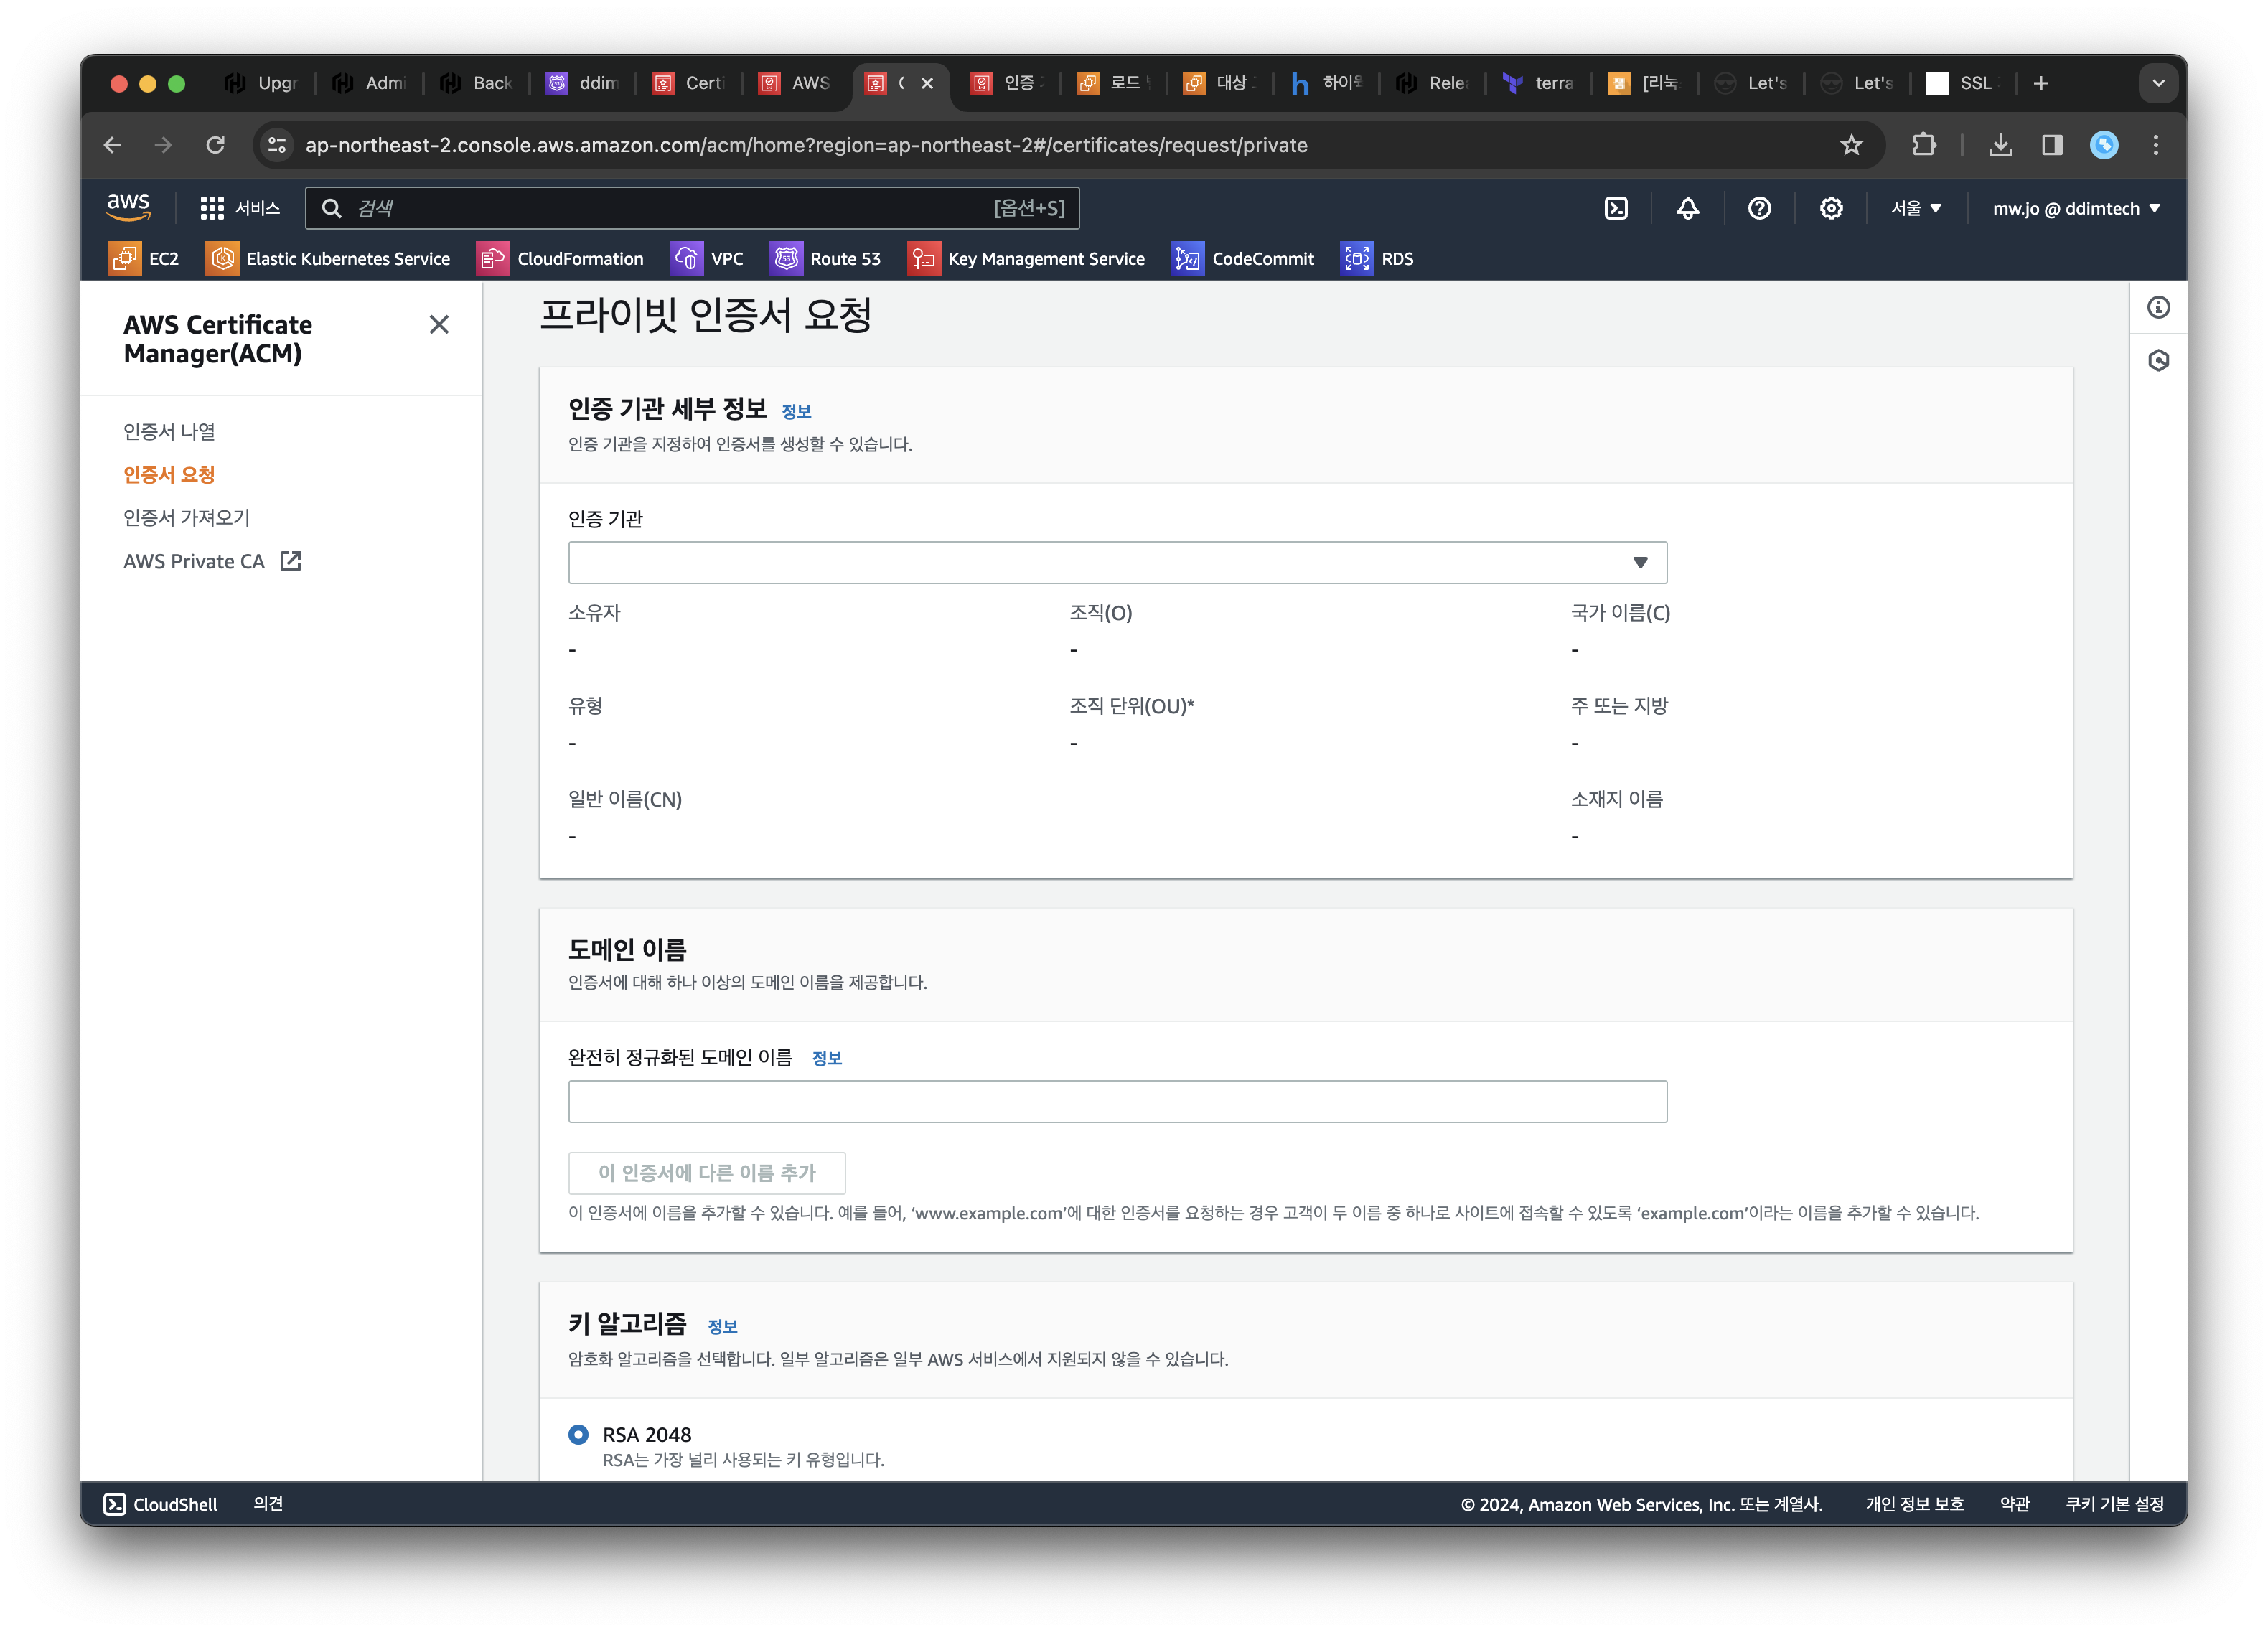 Upgr
Admi
Back
ddim
Certi
AWS
인증
로드
대상
하이
Relea
terra
[리눅
Let's
Let's
SSL
ap-northeast-2.console.aws.amazon.com/acm/home?region=ap-northeast-2#/certificates/request/private
aws
서비스
검색
[옵션+S]
서울
mw.jo @ ddimtech
EC2
Elastic Kubernetes Service
CloudFormation
VPC
Route 53
Key Management Service
CodeCommit
RDS
AWS Certificate
Manager(ACM)
인증서 나열
인증서 요청
인증서 가져오기
AWS Private CA
프라이빗 인증서 요청
인증 기관 세부 정보 정보
인증 기관을 지정하여 인증서를 생성할 수 있습니다.
인증 기관
소유자
-
조직(O)
-
국가 이름(C)
-
유형
-
조직 단위(OU)*
-
주 또는 지방
-
일반 이름(CN)
-
소재지 이름
-
도메인 이름
인증서에 대해 하나 이상의 도메인 이름을 제공합니다.
완전히 정규화된 도메인 이름 정보
이 인증서에 다른 이름 추가
이 인증서에 이름을 추가할 수 있습니다. 예를 들어, ‘www.example.com’에 대한 인증서를 요청하는 경우 고객이 두 이름 중 하나로 사이트에 접속할 수 있도록 ‘example.com’이라는 이름을 추가할 수 있습니다.
키 알고리즘 정보
암호화 알고리즘을 선택합니다. 일부 알고리즘은 일부 AWS 서비스에서 지원되지 않을 수 있습니다.
RSA 2048
RSA는 가장 널리 사용되는 키 유형입니다.
CloudShell
의견
© 2024, Amazon Web Services, Inc. 또는 계열사.
개인 정보 보호
약관
쿠키 기본 설정